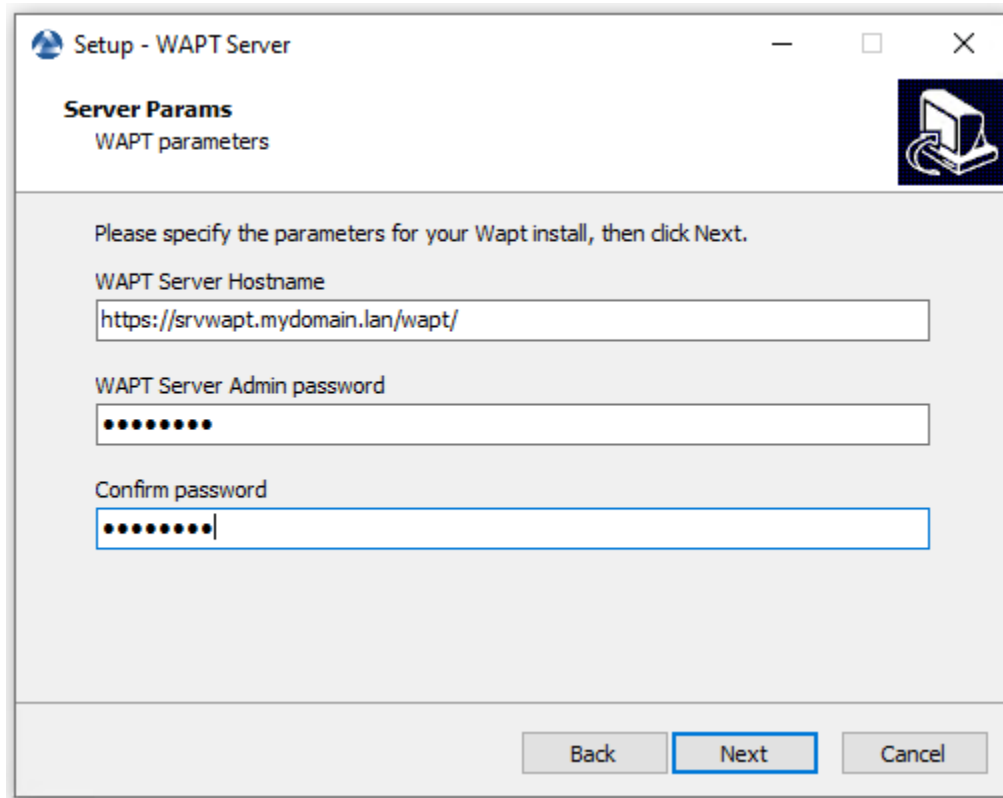 Setup - WAPT Server
Server Params
WAPT parameters
Please specify the parameters for your Wapt install, then click Next.
WAPT Server Hostname
https://srvwapt.mydomain.lan/wapt/
WAPT Server Admin password
••••••••
Confirm password
••••••••
Back Next Cancel